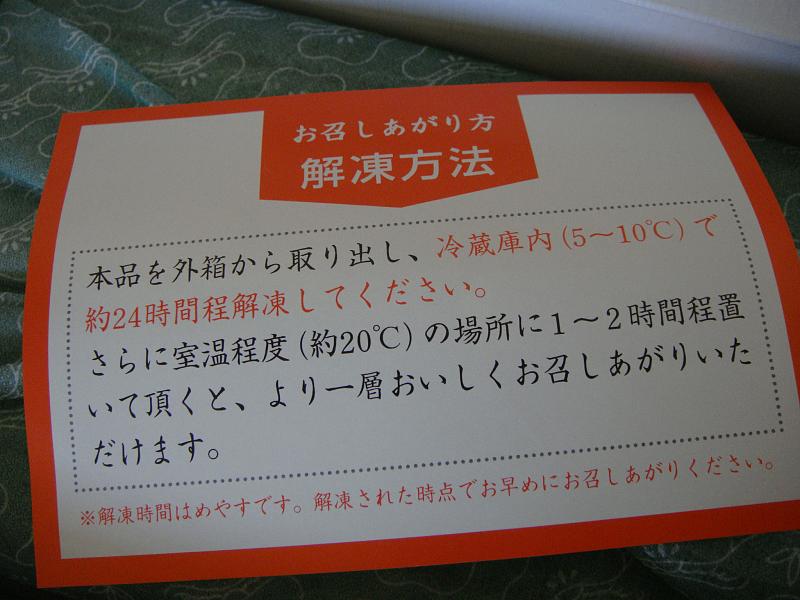 お召しあがり方
解凍方法
本品を外箱から取り出し、冷蔵庫内(5～10℃)で
約24時間程解凍してください。
さらに室温程度(約20℃)の場所に1～2時間程置
いて頂くと、より一層おいしくお召しあがりいた
だけます。
※解凍時間はめやすです。解凍された時点でお早めにお召しあがりください。